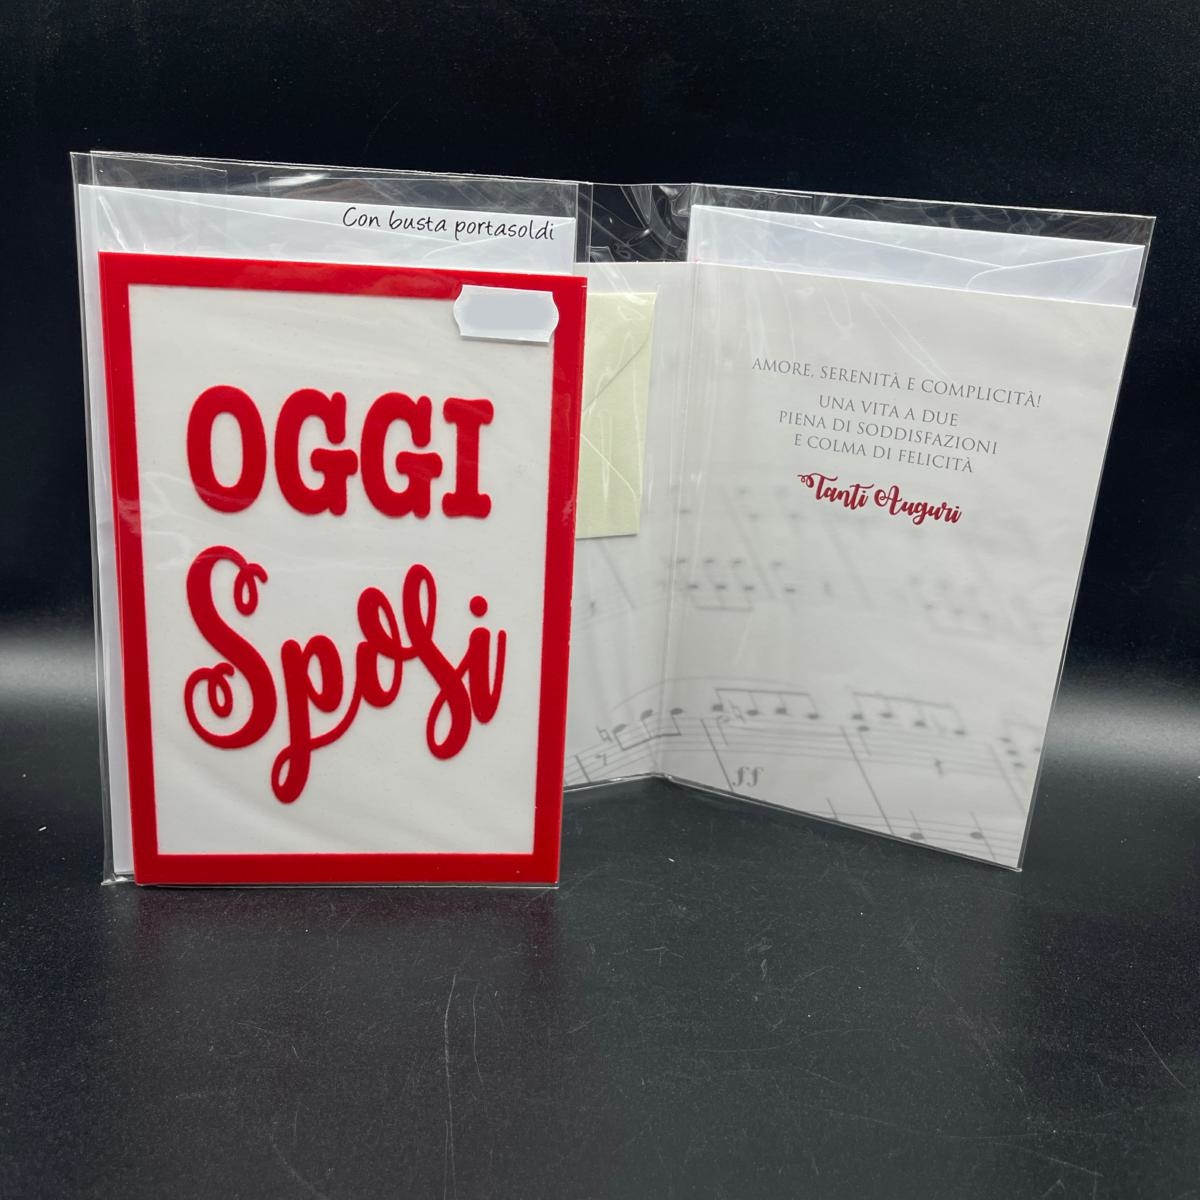 Con busta portasoldi
OGGI
Sposi
AMORE, SERENITÀ E COMPLICITÀ!
UNA VITA A DUE
PIENA DI SODDISFAZIONI
E COLMA DI FELICITÀ
Tanti Auguri
ff